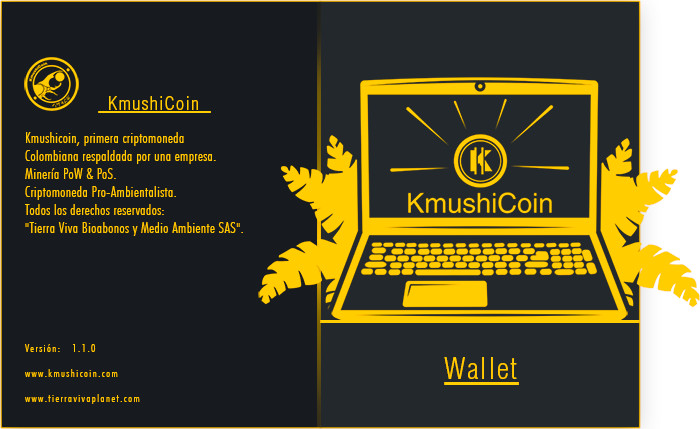 KmushiCoin
Kmushicoin, primera criptomoneda
Colombiana respaldada por una empresa.
Minería PoW & PoS.
Criptomoneda Pro-Ambientalista.
Todos los derechos reservados:
"Tierra Viva Bioabonos y Medio Ambiente SAS".
Versión: 1.1.0
www.kmushicoin.com
www.tierravivaplanet.com
KmushiCoin
Wallet